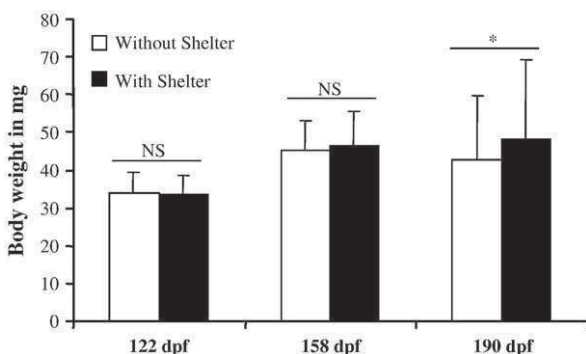 Body weight in mg
80
70
60
50
40
30
20
10
0
Without Shelter
With Shelter
NS
NS
*
122 dpf
158 dpf
190 dpf